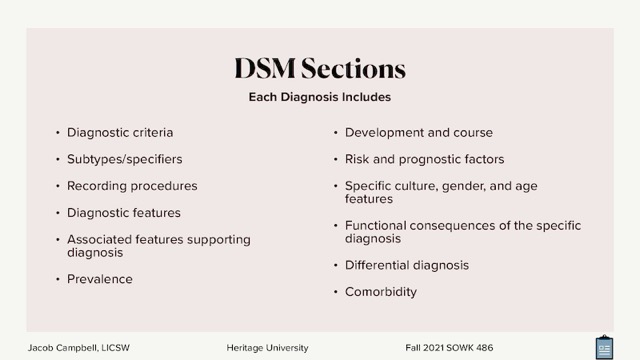 DSM Sections
Each Diagnosis Includes
• Diagnostic criteria
• Subtypes/specifiers
• Recording procedures
• Diagnostic features
• Associated features supporting
diagnosis
• Prevalence
• Development and course
• Risk and prognostic factors
• Specific culture, gender, and age
features
• Functional consequences of the specific
diagnosis
• Differential diagnosis
• Comorbidity
Jacob Campbell, LICSW
Heritage University
Fall 2021 SOWK 486